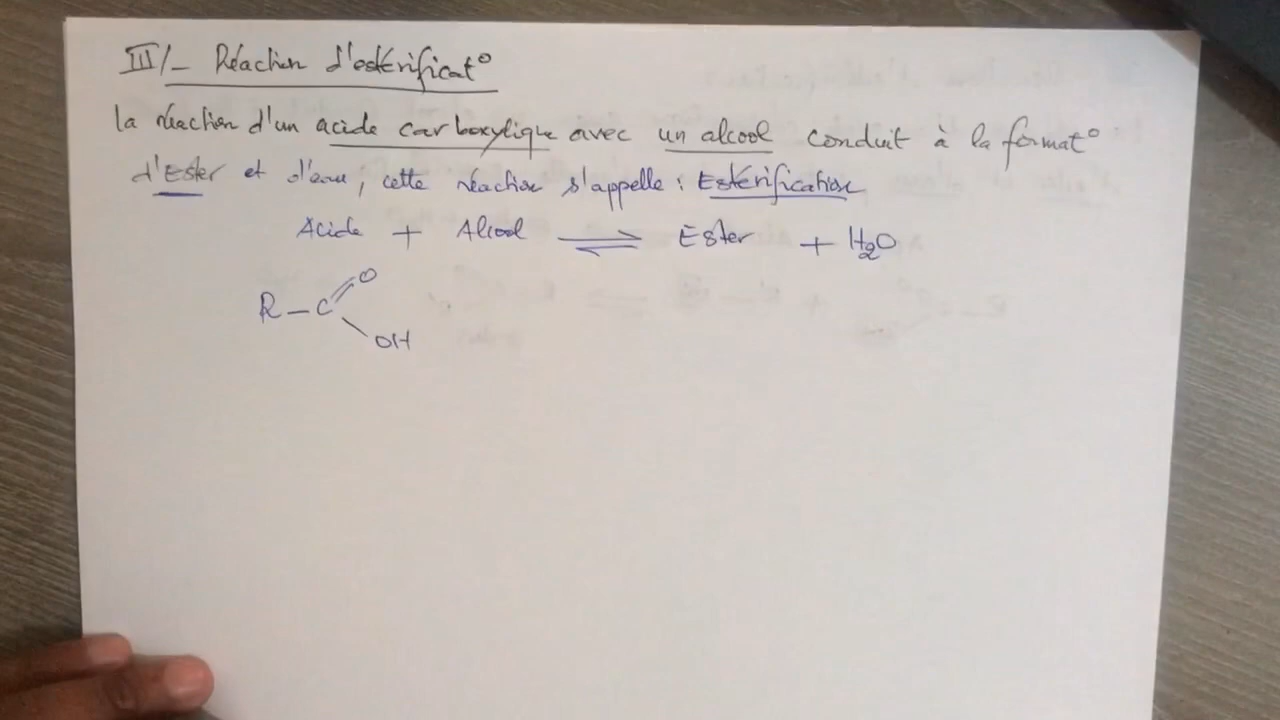 III/_ Réaction d'estérificat°
la réaction d'un acide carboxylique avec un alcool conduit à la format°
d'Ester et d'eau, cette réaction s'appelle : Estérification
Acide + Alcool ⇌ Ester + H₂O
O
R-C
OH